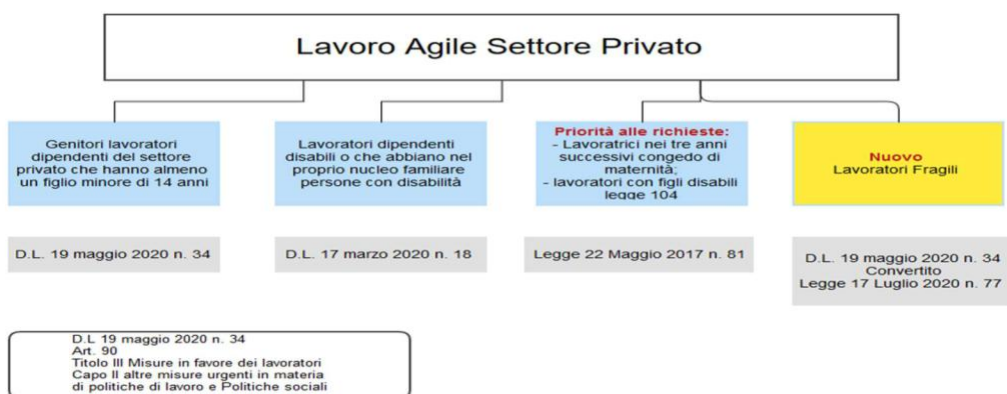 Lavoro Agile Settore Privato
Genitori lavoratori
dipendenti del settore
privato che hanno almeno
un figlio minore di 14 anni
Lavoratori dipendenti
disabili o che abbiano nel
proprio nucleo familiare
persone con disabilità
Priorità alle richieste:
- Lavoratrici nei tre anni
successivi congedo di
maternità;
- lavoratori con figli disabili
legge 104
Nuovo
Lavoratori Fragili
D.L. 19 maggio 2020 n. 34
D.L. 17 marzo 2020 n. 18
Legge 22 Maggio 2017 n. 81
D.L. 19 maggio 2020 n. 34
Convertito
Legge 17 Luglio 2020 n. 77
D.L 19 maggio 2020 n. 34
Art. 90
Titolo III Misure in favore dei lavoratori
Capo II altre misure urgenti in materia
di politiche di lavoro e Politiche sociali